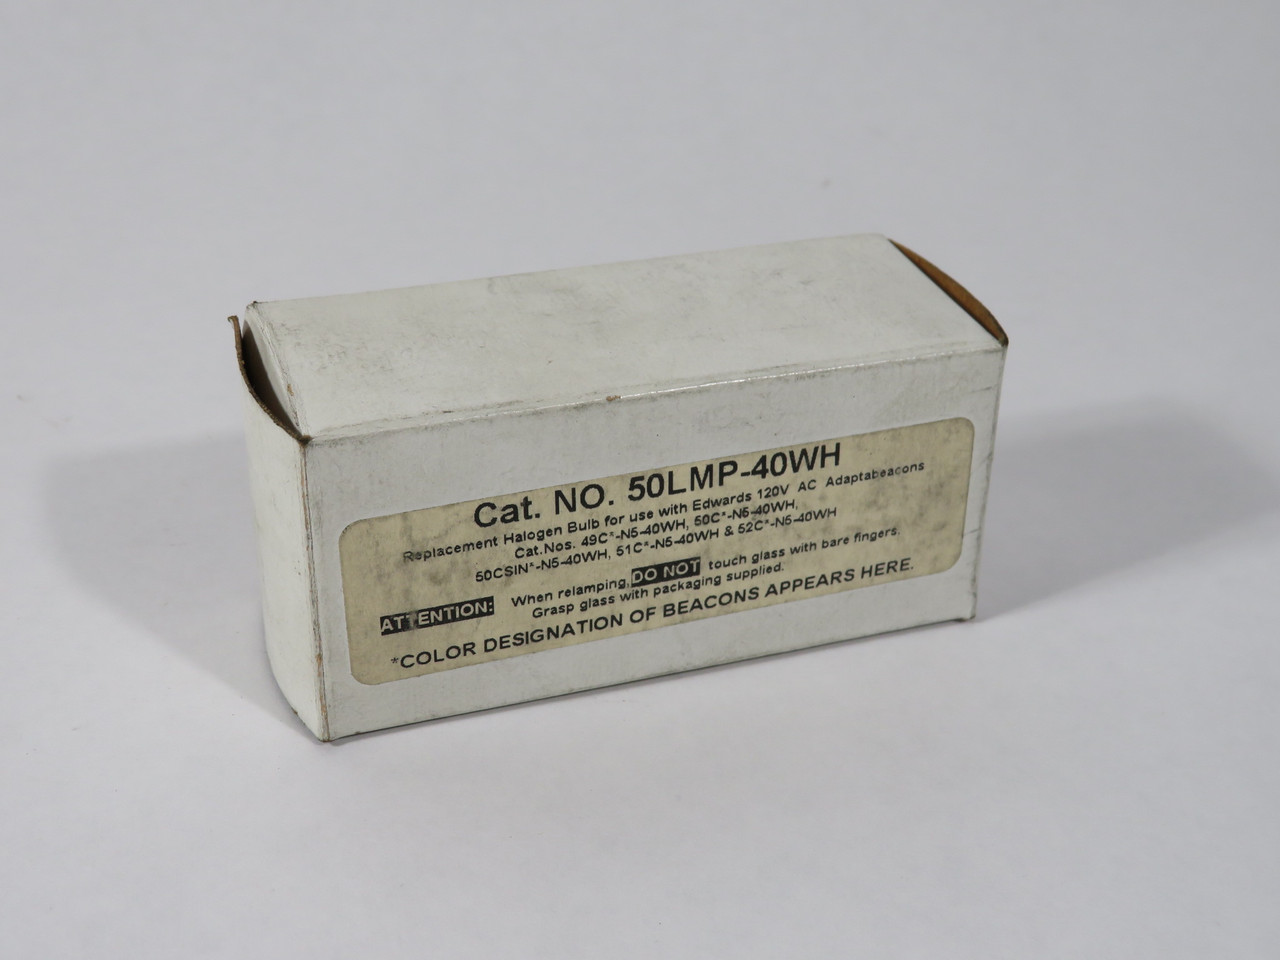 Cat. NO. 50LMP-40WH
Replacement Halogen Bulb for use with Edwards 120V AC Adaptabeacons
Cat.Nos. 49C*-N5-40WH, 50C*-N5-40WH,
50CSIN*-N5-40WH, 51C*-N5-40WH & 52C*-N5-40WH
ATTENTION: When relamping, DO NOT touch glass with bare fingers.
Grasp glass with packaging supplied.
*COLOR DESIGNATION OF BEACONS APPEARS HERE.